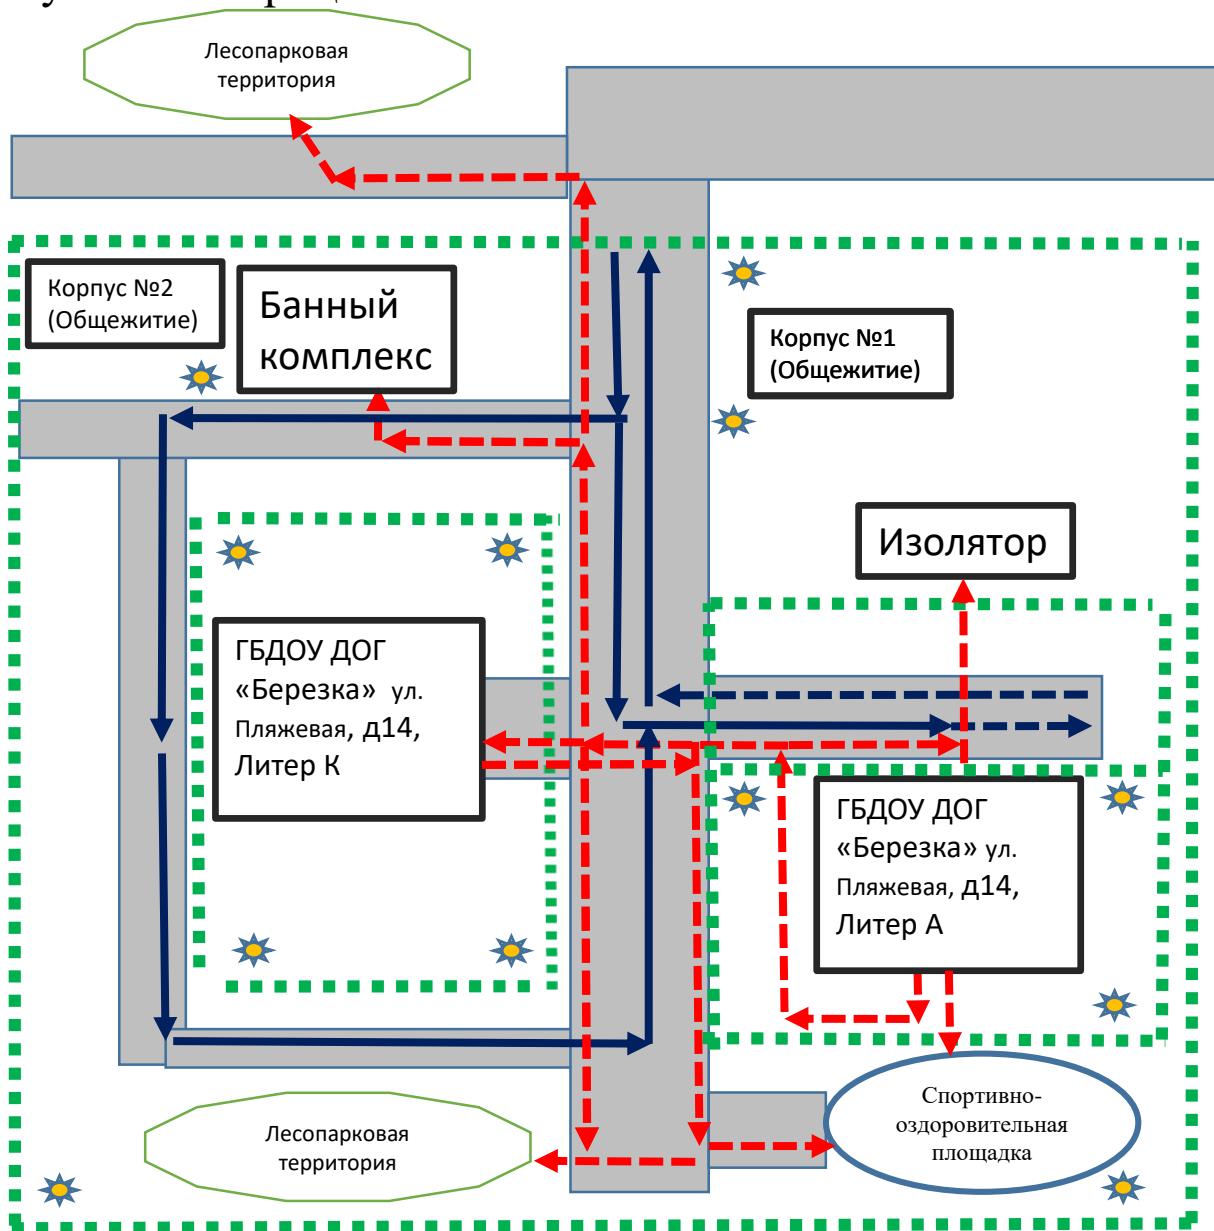 Лесопарковая
территория
Корпус №2
(Общежитие)
Банный
комплекс
Корпус №1
(Общежитие)
Изолятор
ГБДОУ ДОГ
«Березка» ул.
Пляжевая, д14,
Литер К
ГБДОУ ДОГ
«Березка» ул.
Пляжевая, д14,
Литер А
Спортивно-
оздоровительная
площадка
Лесопарковая
территория